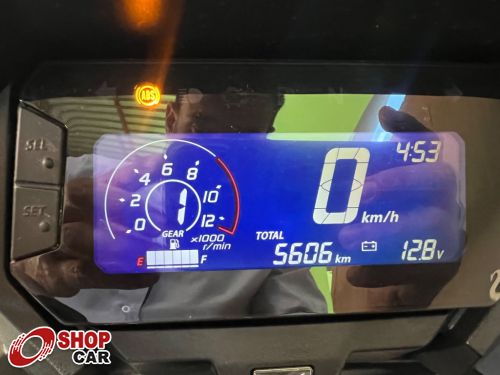 ABS
4:53
SEL
SET
0 2 4 6 8 10 12
1
GEAR
x1000
r/min
E F
0 km/h
TOTAL
5606 km
12.8 v
SHOP
CAR